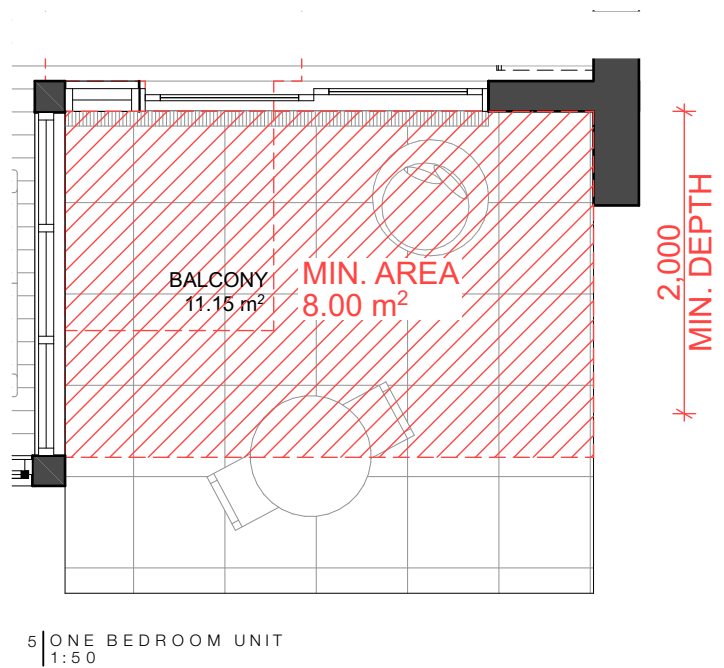 BALCONY
11.15 m²
MIN. AREA
8.00 m²
2,000
MIN. DEPTH
5 ONE BEDROOM UNIT
1:50